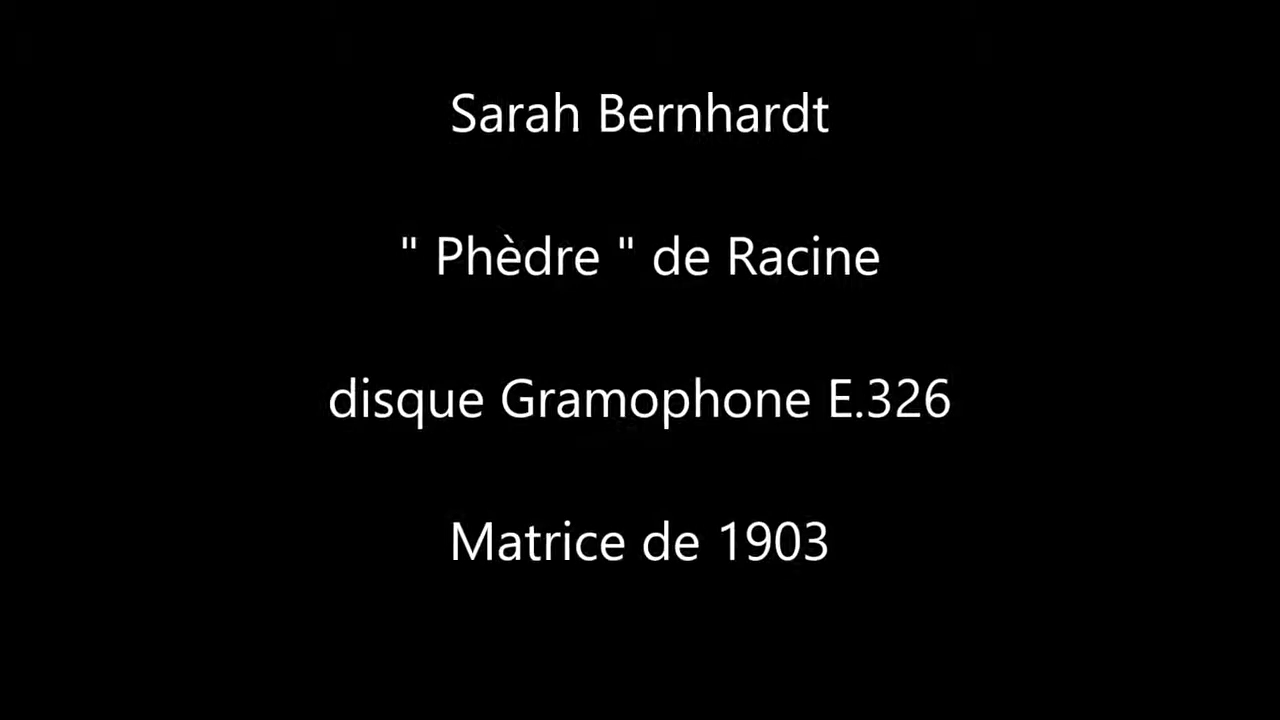 Sarah Bernhardt
" Phèdre " de Racine
disque Gramophone E.326
Matrice de 1903